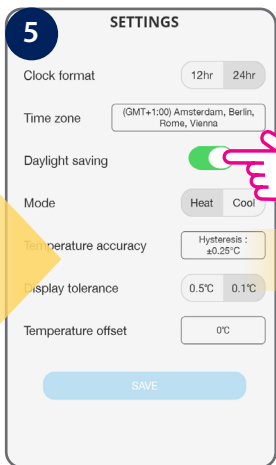 5
SETTINGS
Clock format
12hr 24hr
Time zone
(GMT+1:00) Amsterdam, Berlin,
Rome, Vienna
Daylight saving
Mode
Heat Cool
Temperature accuracy
Hysteresis :
±0.25°C
Display tolerance
0.5°C 0.1°C
Temperature offset
0°C
SAVE